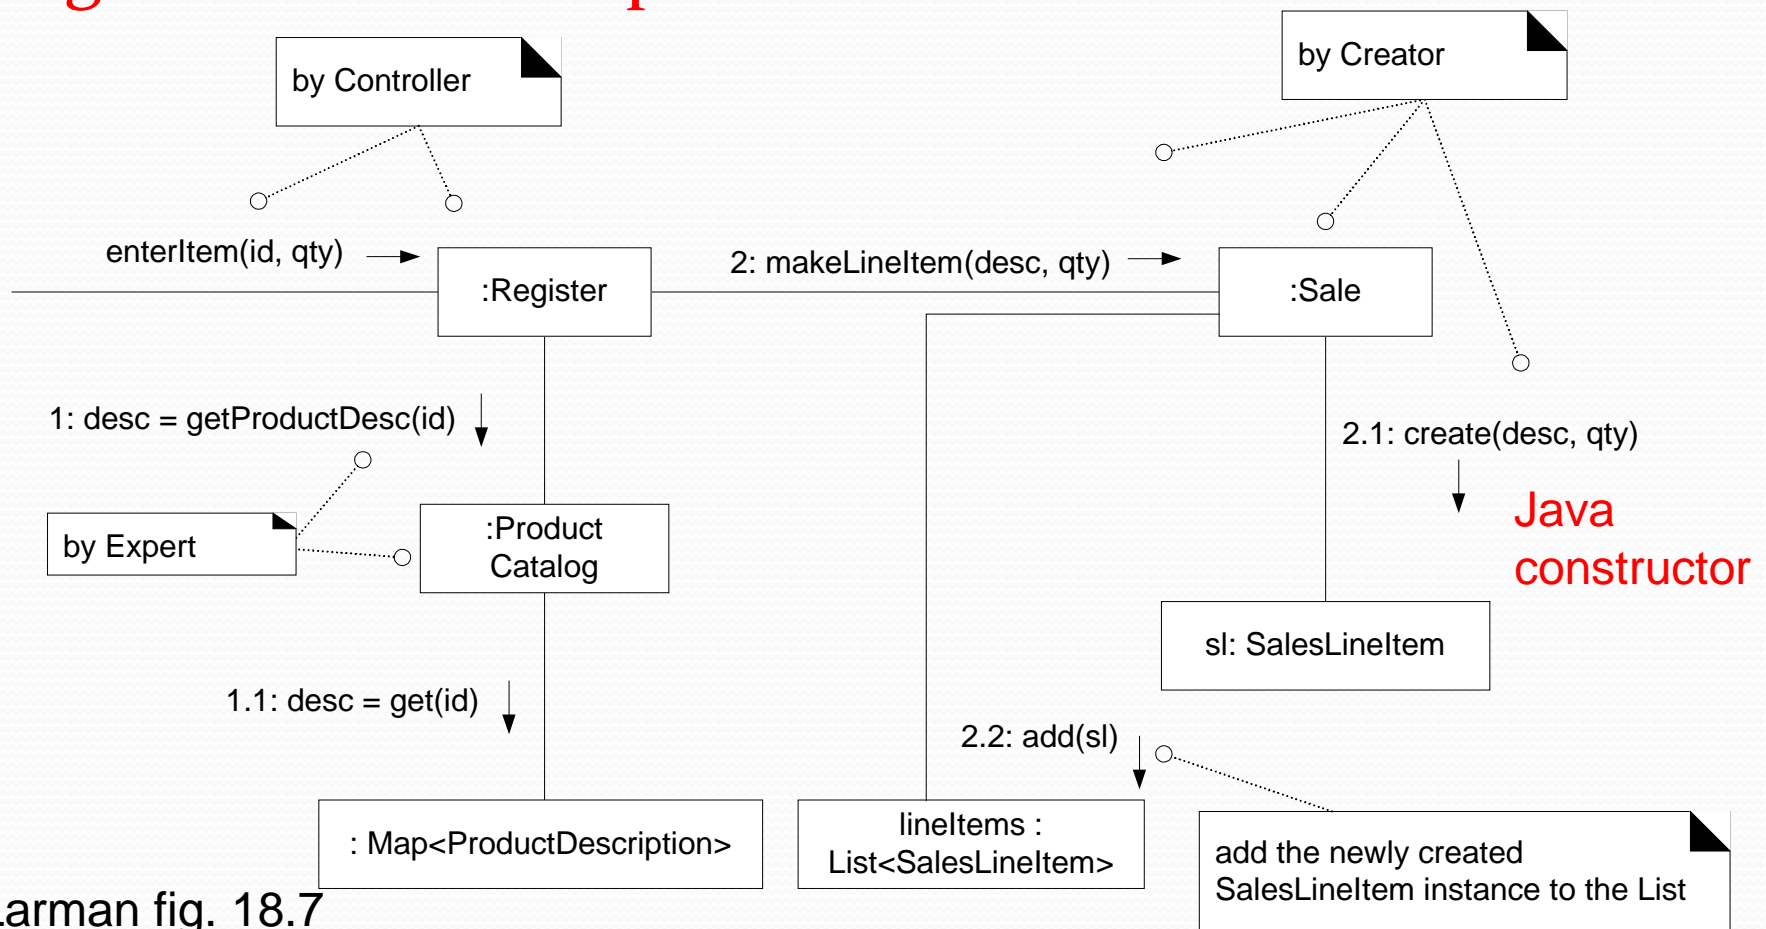 by Controller
by Creator
enterItem(id, qty)
:Register
2: makeLineItem(desc, qty)
:Sale
1: desc = getProductDesc(id)
2.1: create(desc, qty)
Java
constructor
by Expert
:Product
Catalog
sl: SalesLineItem
1.1: desc = get(id)
2.2: add(sl)
: Map<ProductDescription>
lineItems :
List<SalesLineItem>
add the newly created
SalesLineItem instance to the List
Larman fig. 18.7